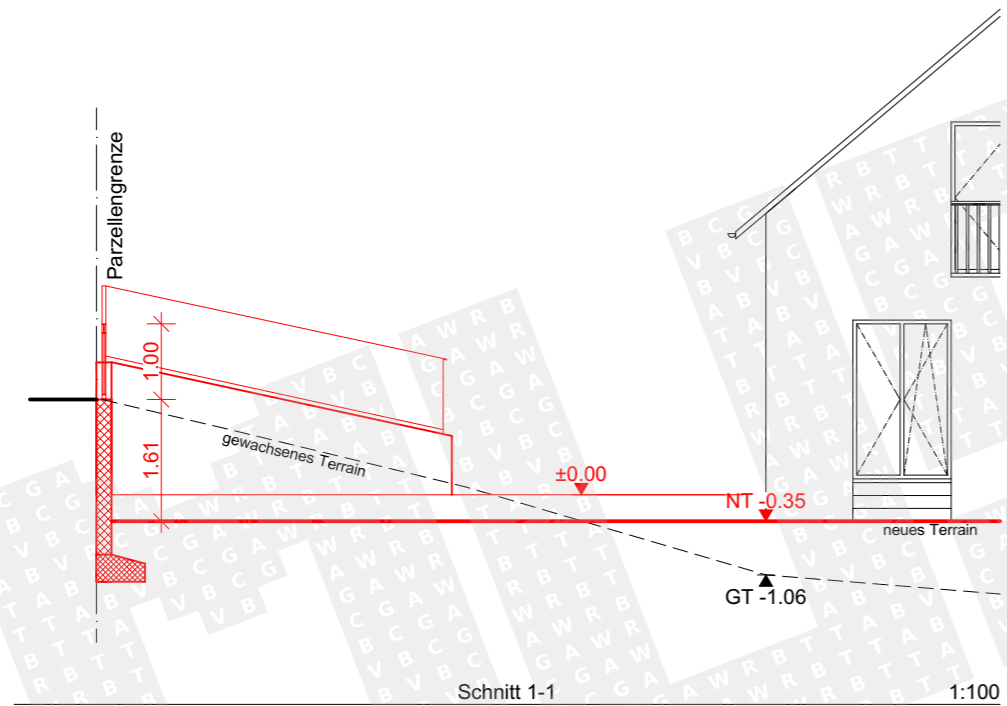 Parzellengrenze
1.00
1.61
gewachsenes Terrain
±0.00
NT -0.35
neues Terrain
GT -1.06
Schnitt 1-1
1:100